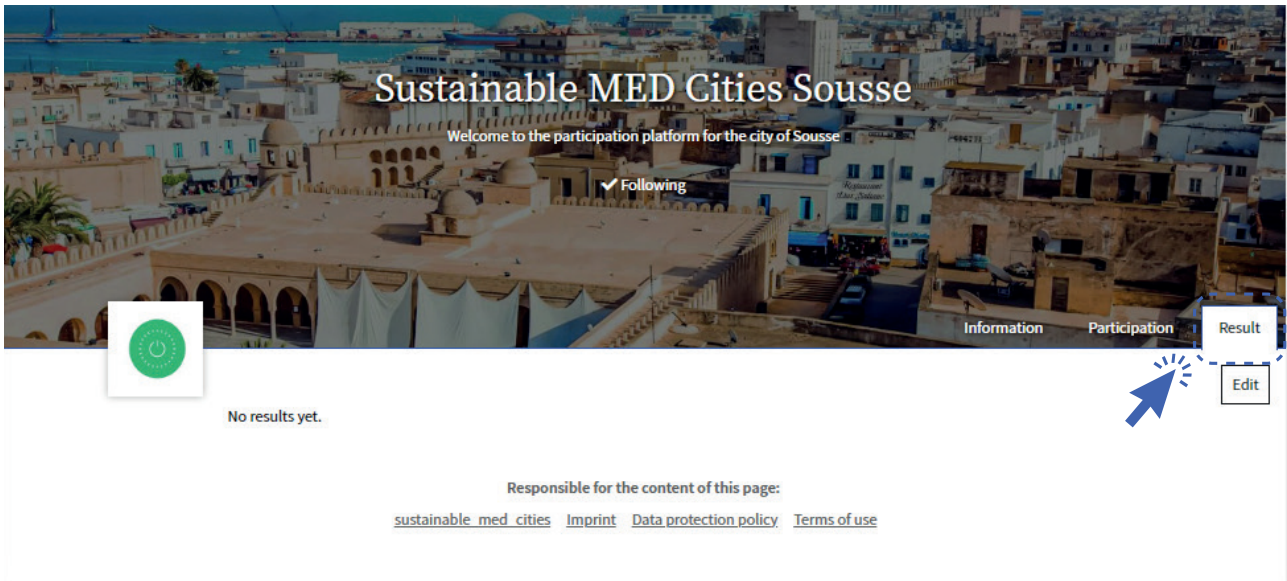 Sustainable MED Cities Sousse
Welcome to the participation platform for the city of Sousse
Following
Information Participation Result
Edit
No results yet.
Responsible for the content of this page:
sustainable_med_cities Imprint Data protection policy Terms of use